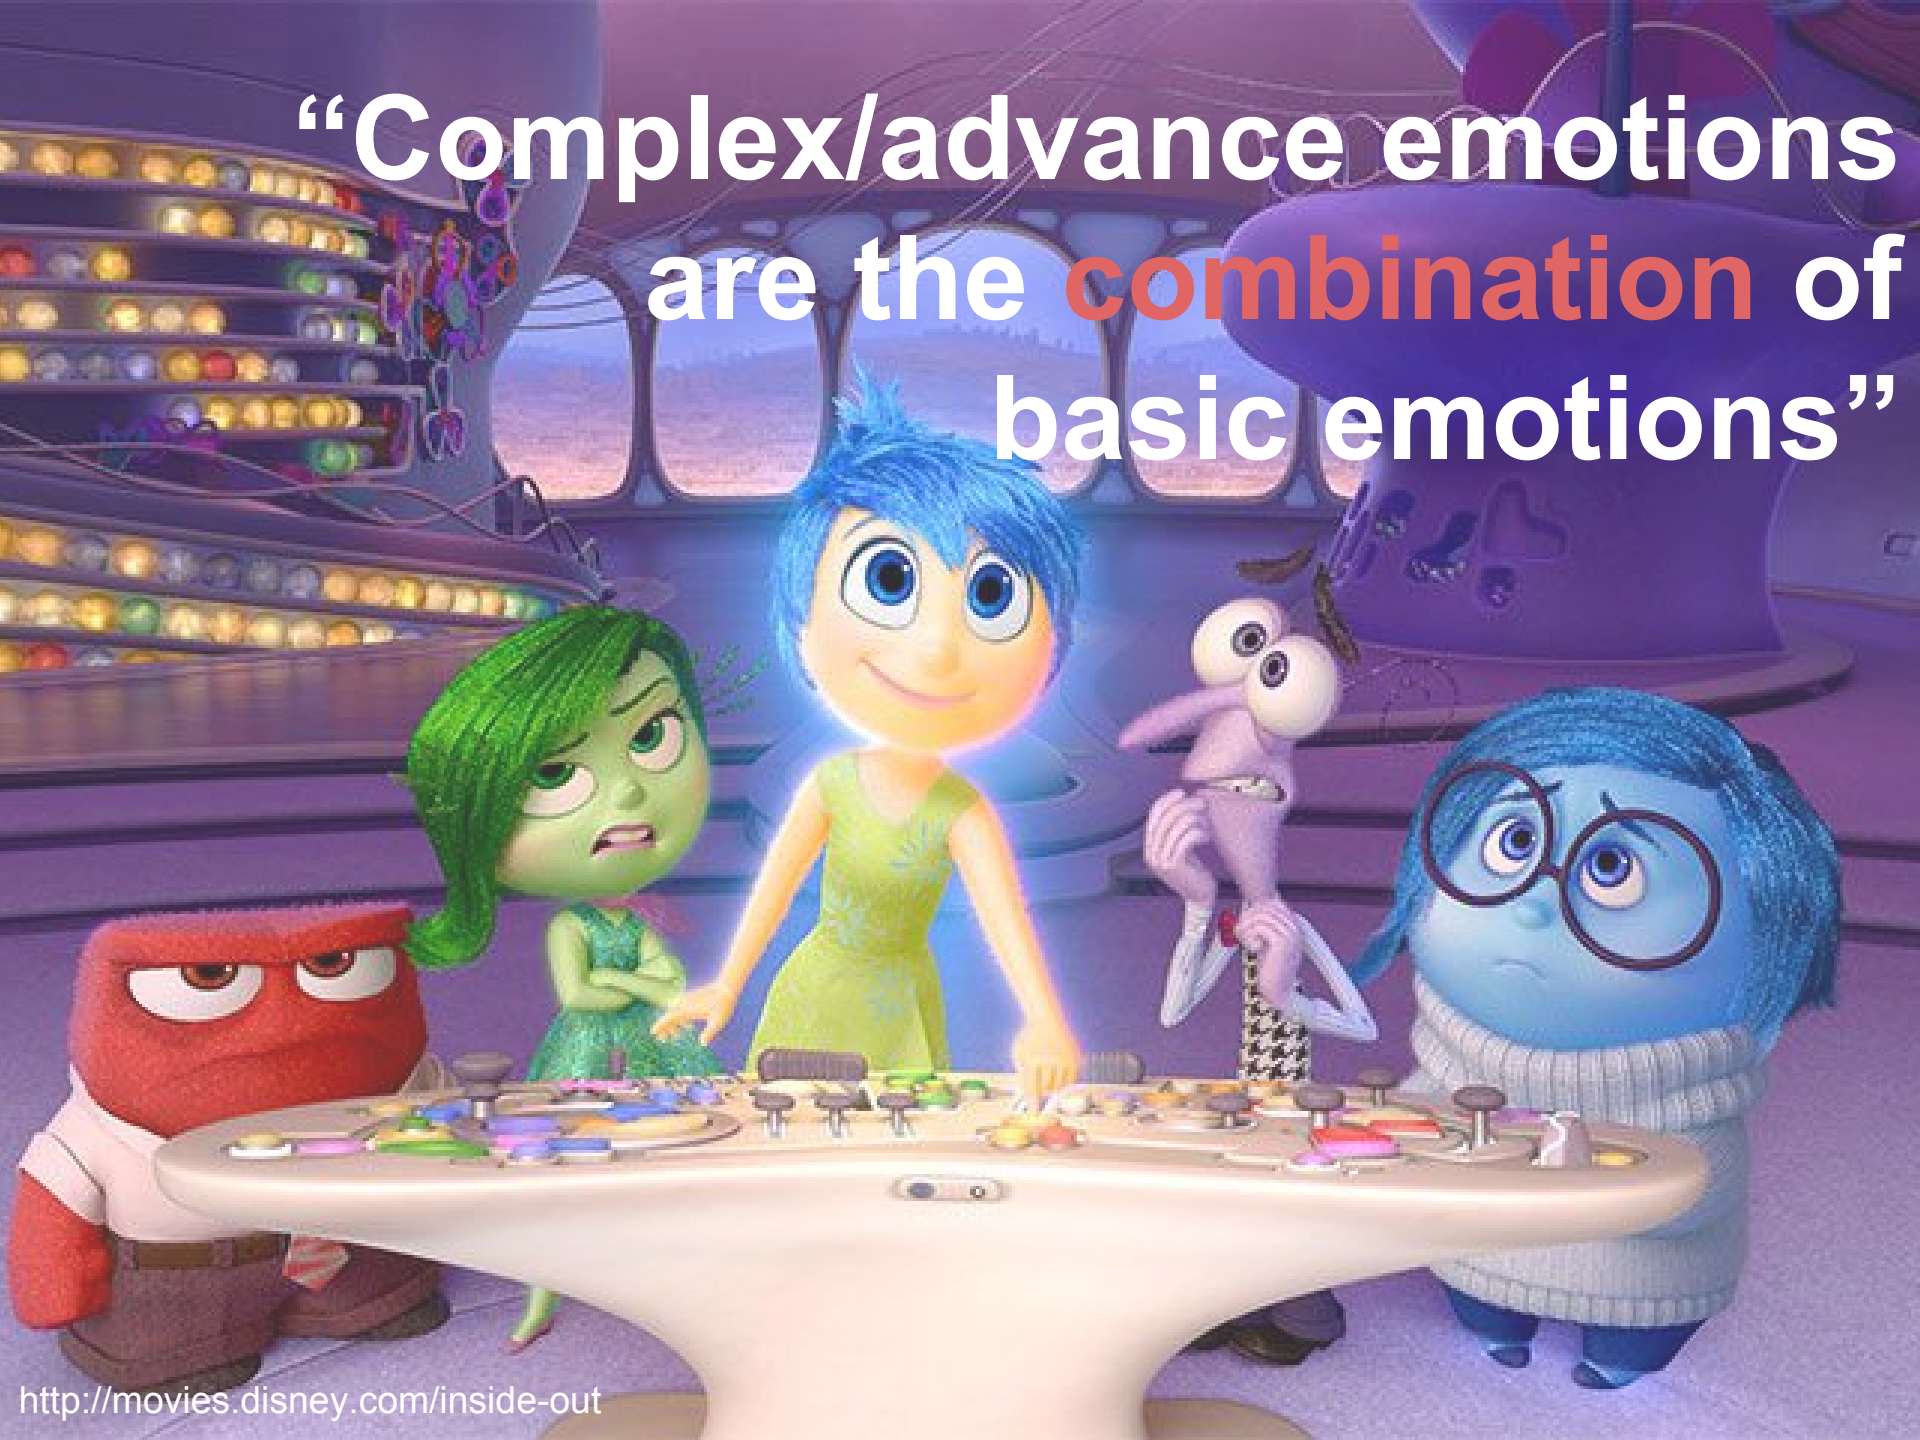 “Complex/advance emotions
are the combination of
basic emotions”
http://movies.disney.com/inside-out